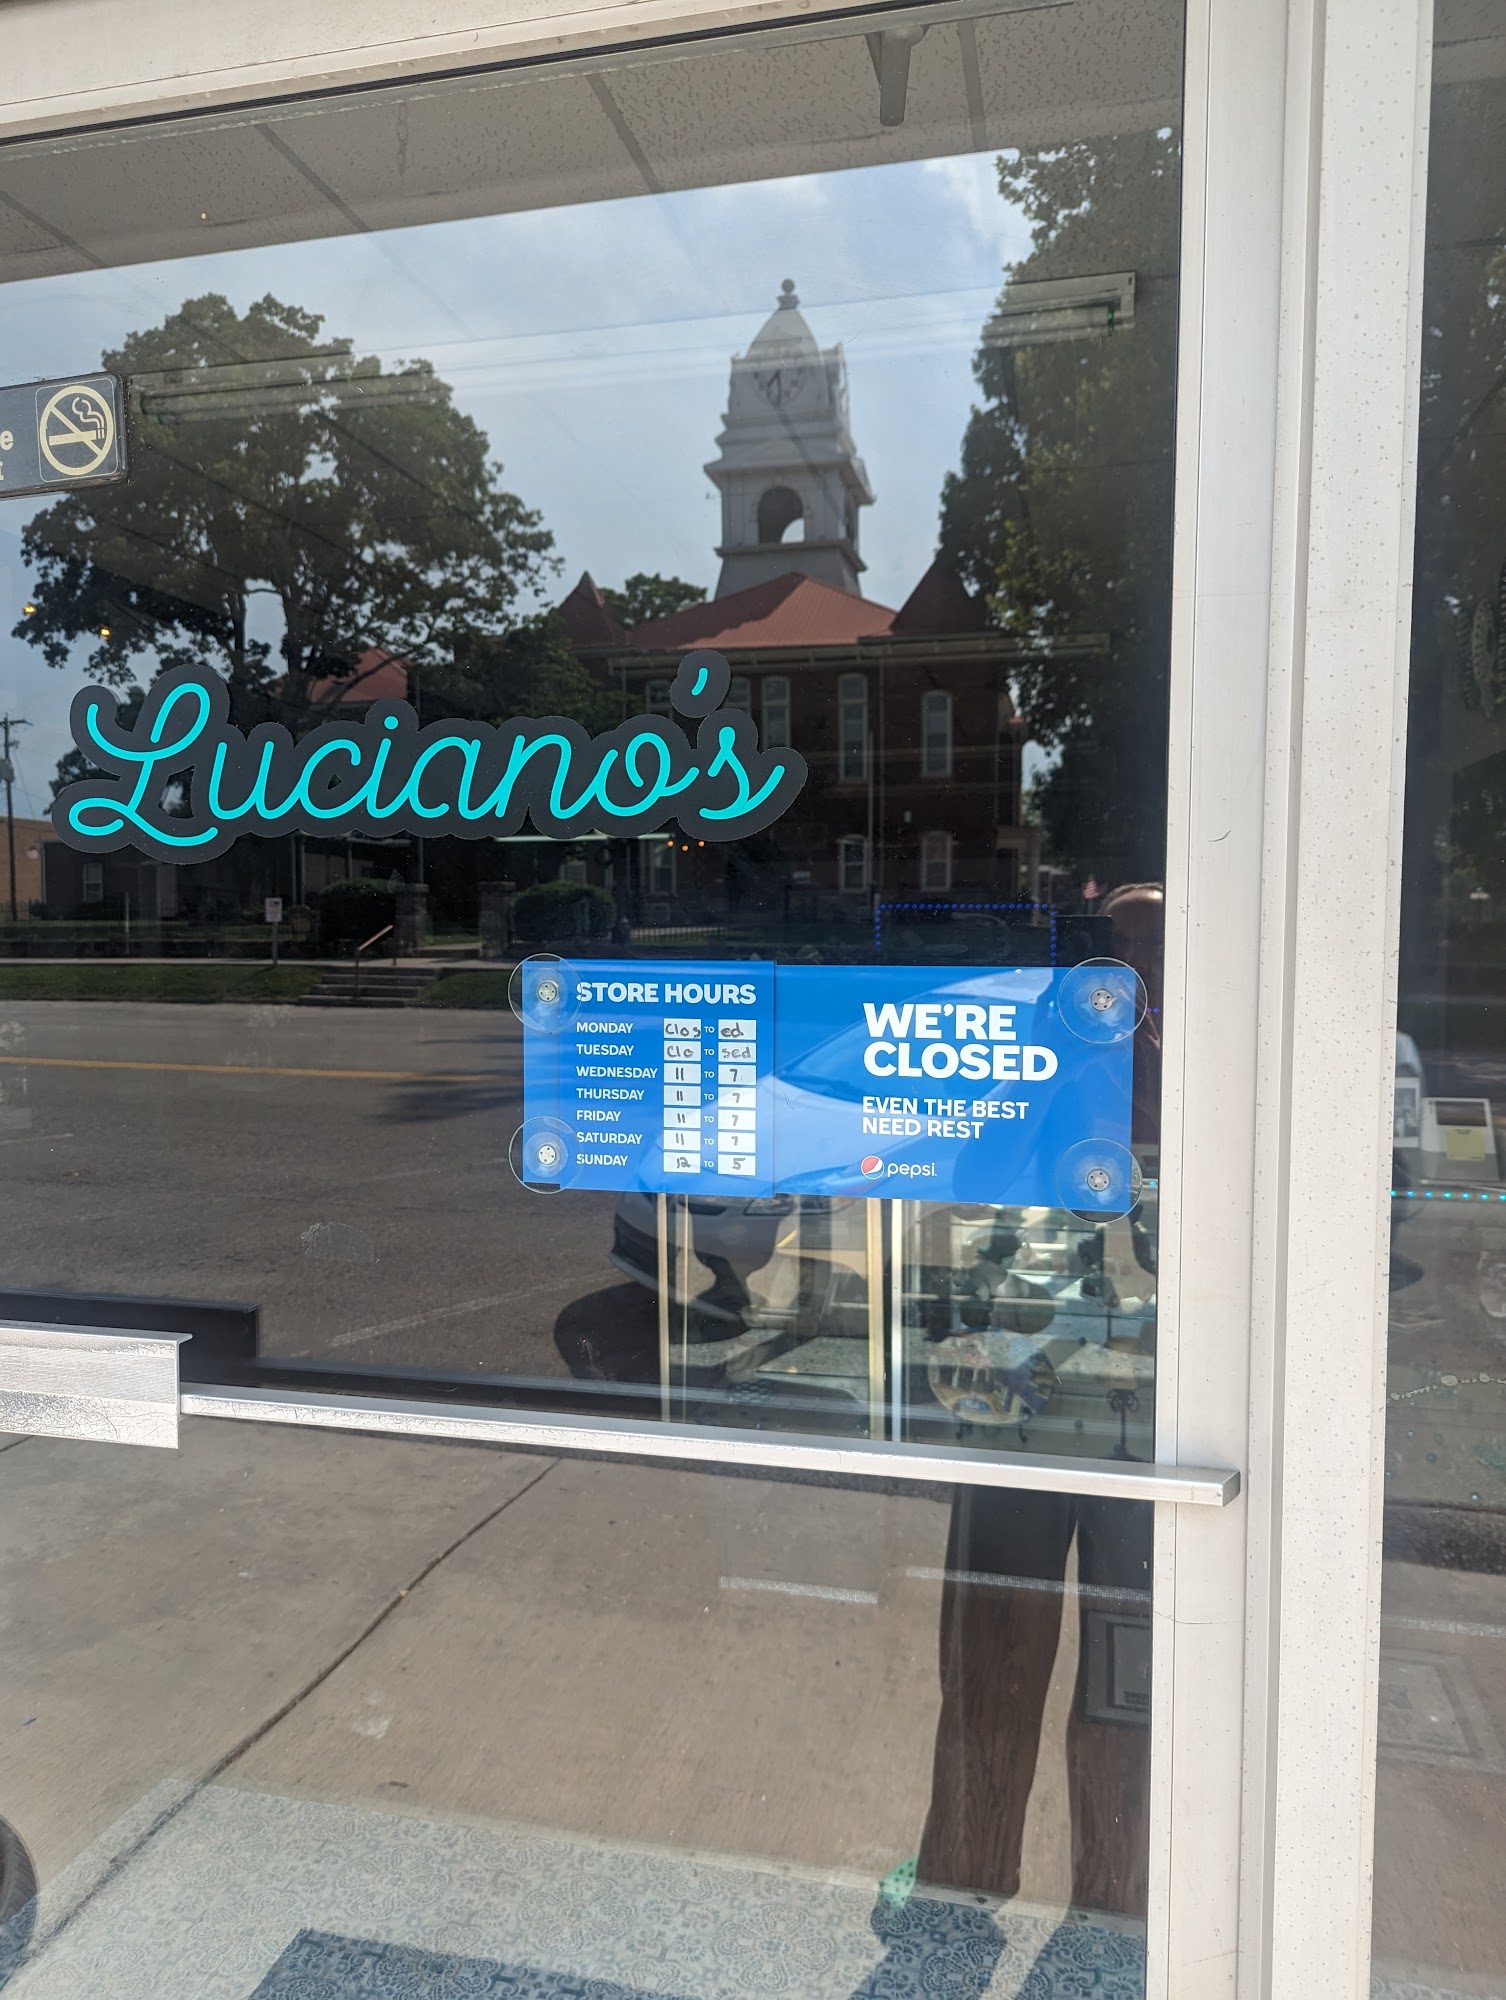 Luciano's
STORE HOURS
MONDAY Clos TO ed
TUESDAY Clo TO sed
WEDNESDAY 11 TO 7
THURSDAY 11 TO 7
FRIDAY 11 TO 7
SATURDAY 11 TO 7
SUNDAY 12 TO 5
WE'RE
CLOSED
EVEN THE BEST
NEED REST
pepsi